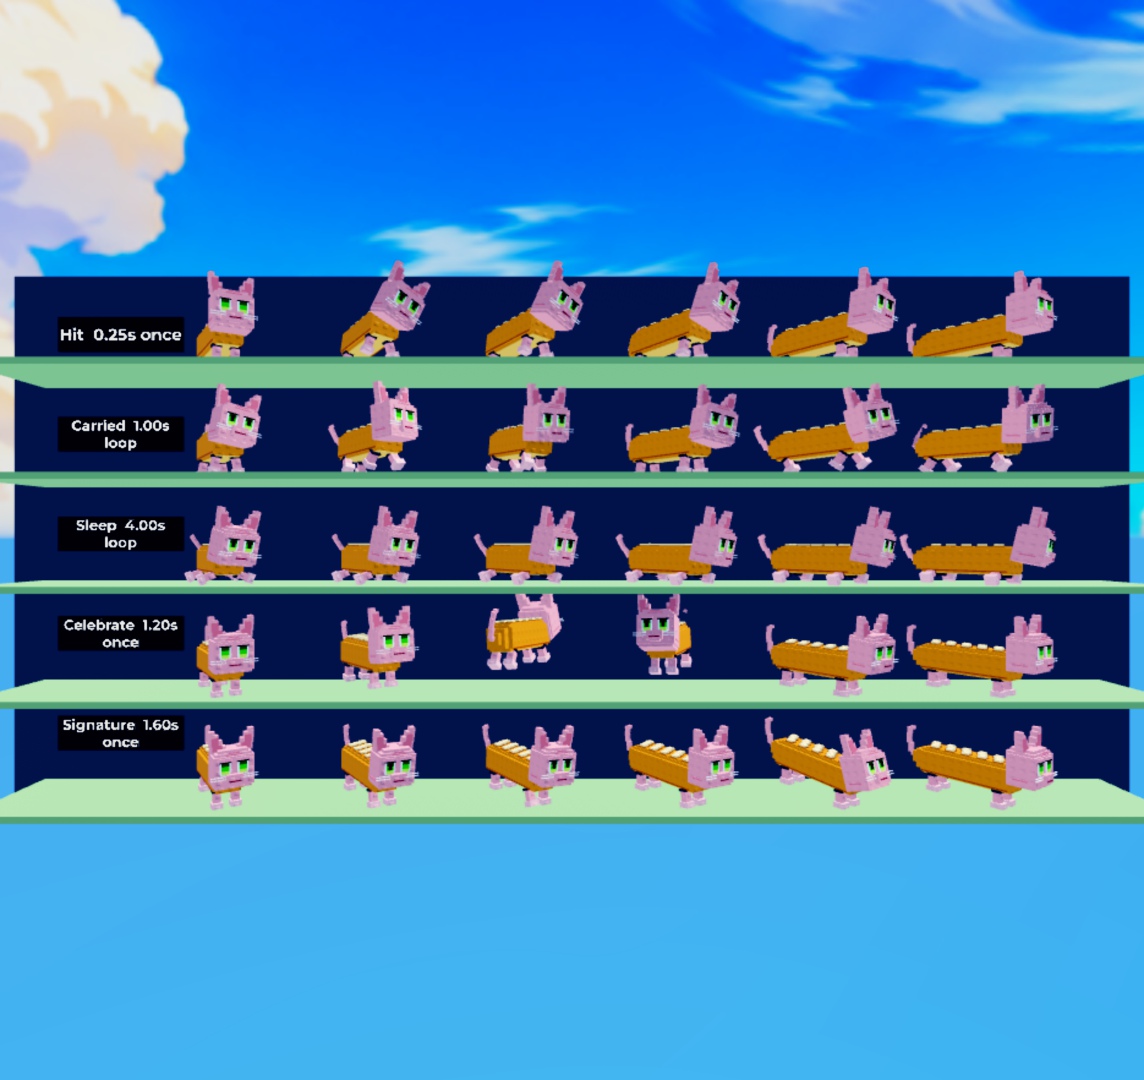 Hit 0.25s once
Carried 1.00s
loop
Sleep 4.00s
loop
Celebrate 1.20s
once
Signature 1.60s
once